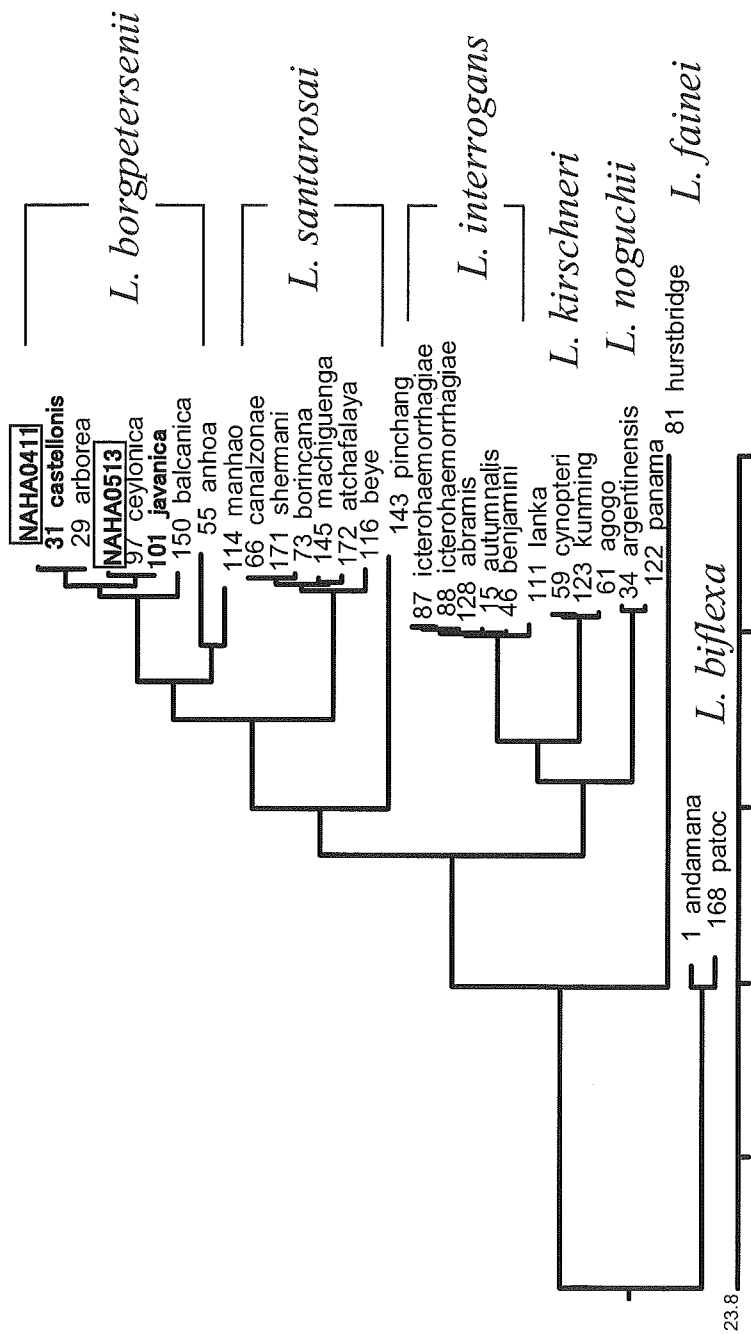 NAHA0411
31 castellonis
29 arborea
NAHA0513
97 ceylonica
101 javanica
150 balcanica
55 anhoa
114 manhao
66 canalzonae
171 shermani
73 borincana
145 machiguenga
172 atchafalaya
116 beye
143 pinchang
87 icterohaemorrhagiae
88 icterohaemorrhagiae
128 abramis
15 autumnalis
46 benjamini
111 lanka
59 cynopteri
123 kunming
61 agogo
34 argentinensis
122 panama
81 hurstbridge
1 andamana
168 patoc
L. borgpetersenii
L. santarosai
L. interrogans
L. kirschneri
L. noguchii
L. fainei
L. biflexa
23.8